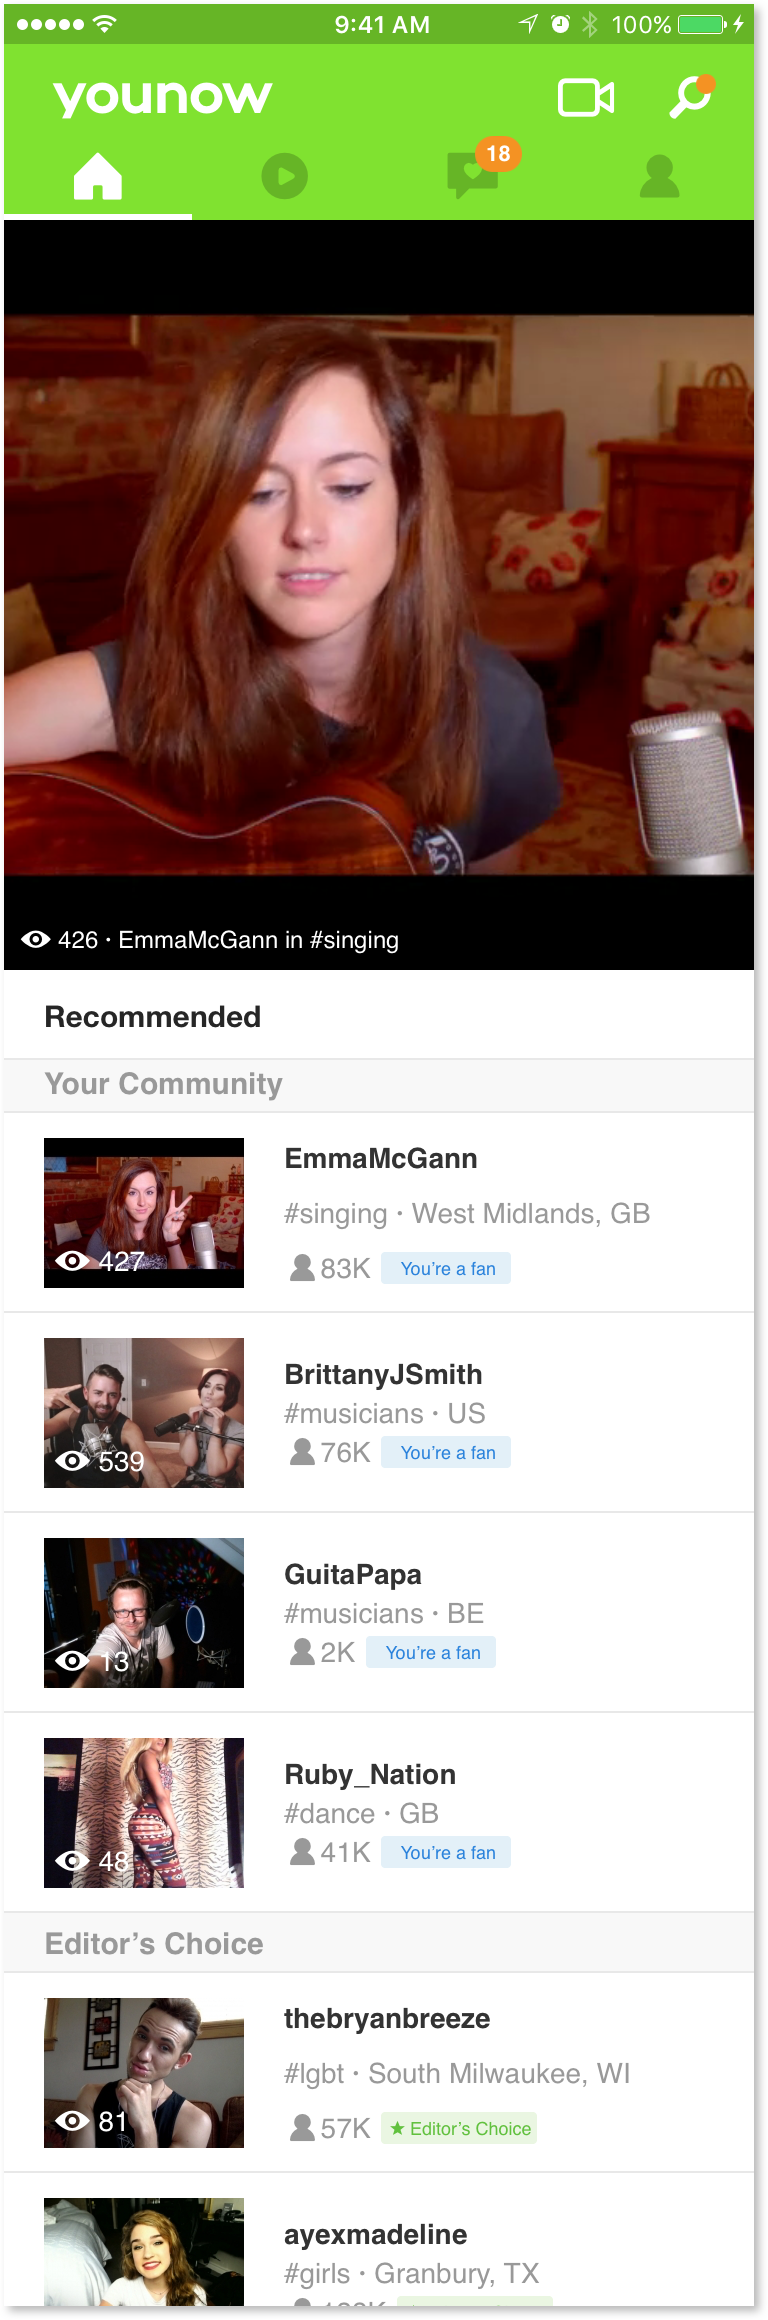 9:41 AM 100%
younow
18
426 · EmmaMcGann in #singing
Recommended
Your Community
EmmaMcGann
#singing · West Midlands, GB
427
83K You're a fan
BrittanyJSmith
#musicians · US
539
76K You're a fan
GuitaPapa
#musicians · BE
13
2K You're a fan
Ruby_Nation
#dance · GB
48
41K You're a fan
Editor's Choice
thebryanbreeze
#lgbt · South Milwaukee, WI
81
57K ★ Editor's Choice
ayexmadeline
#girls · Granbury, TX